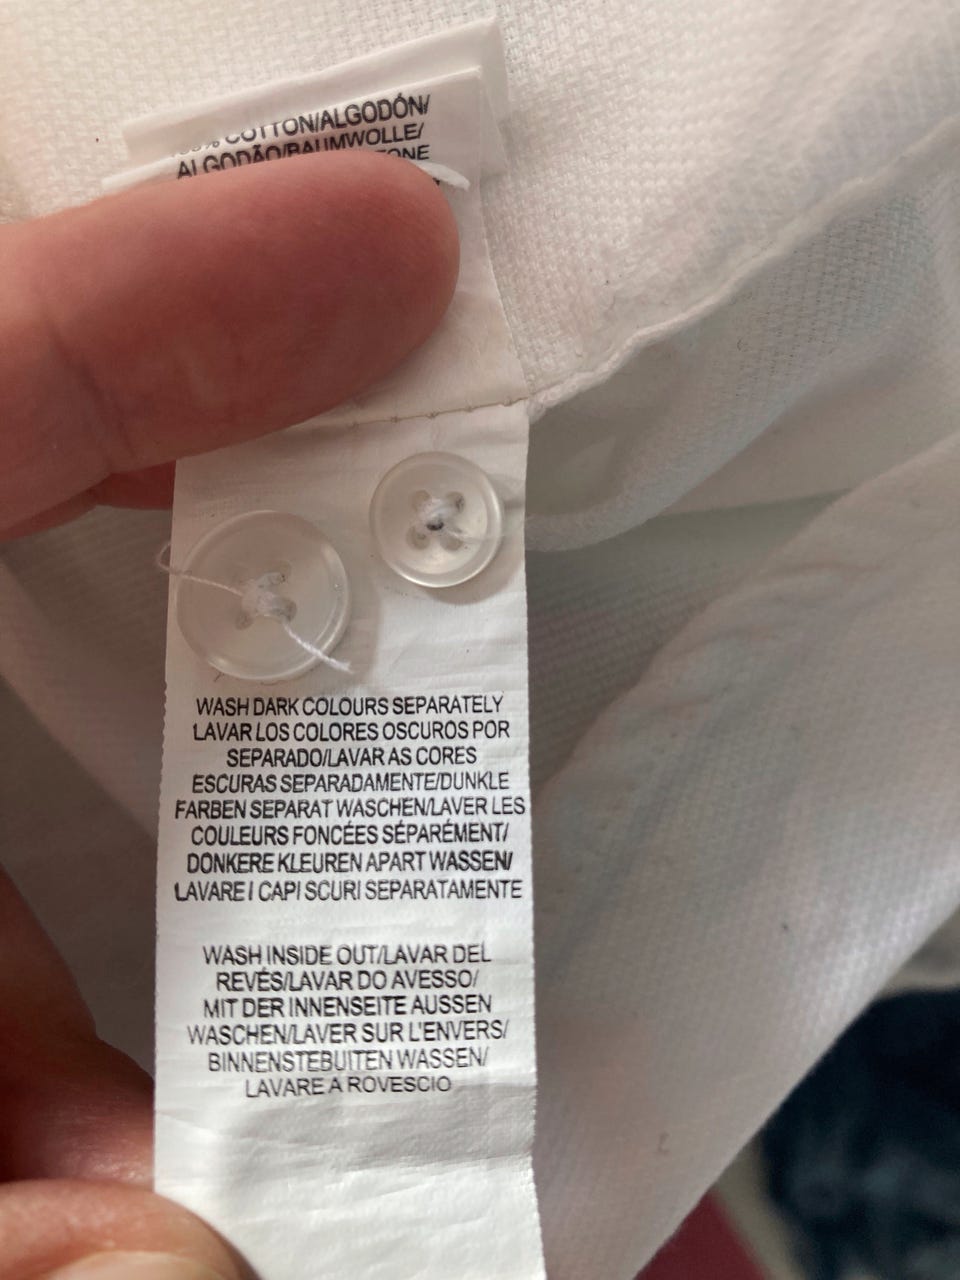 COTTON/ALGODÓN/
ALGODÃO/BAUMWOLLE/
WASH DARK COLOURS SEPARATELY
LAVAR LOS COLORES OSCUROS POR
SEPARADO/LAVAR AS CORES
ESCURAS SEPARADAMENTE/DUNKLE
FARBEN SEPARAT WASCHEN/LAVER LES
COULEURS FONCÉES SÉPARÉMENT/
DONKERE KLEUREN APART WASSEN/
LAVARE I CAPI SCURI SEPARATAMENTE
WASH INSIDE OUT/LAVAR DEL
REVÉS/LAVAR DO AVESSO/
MIT DER INNENSEITE AUSSEN
WASCHEN/LAVER SUR L'ENVERS/
BINNENSTEBUITEN WASSEN/
LAVARE A ROVESCIO